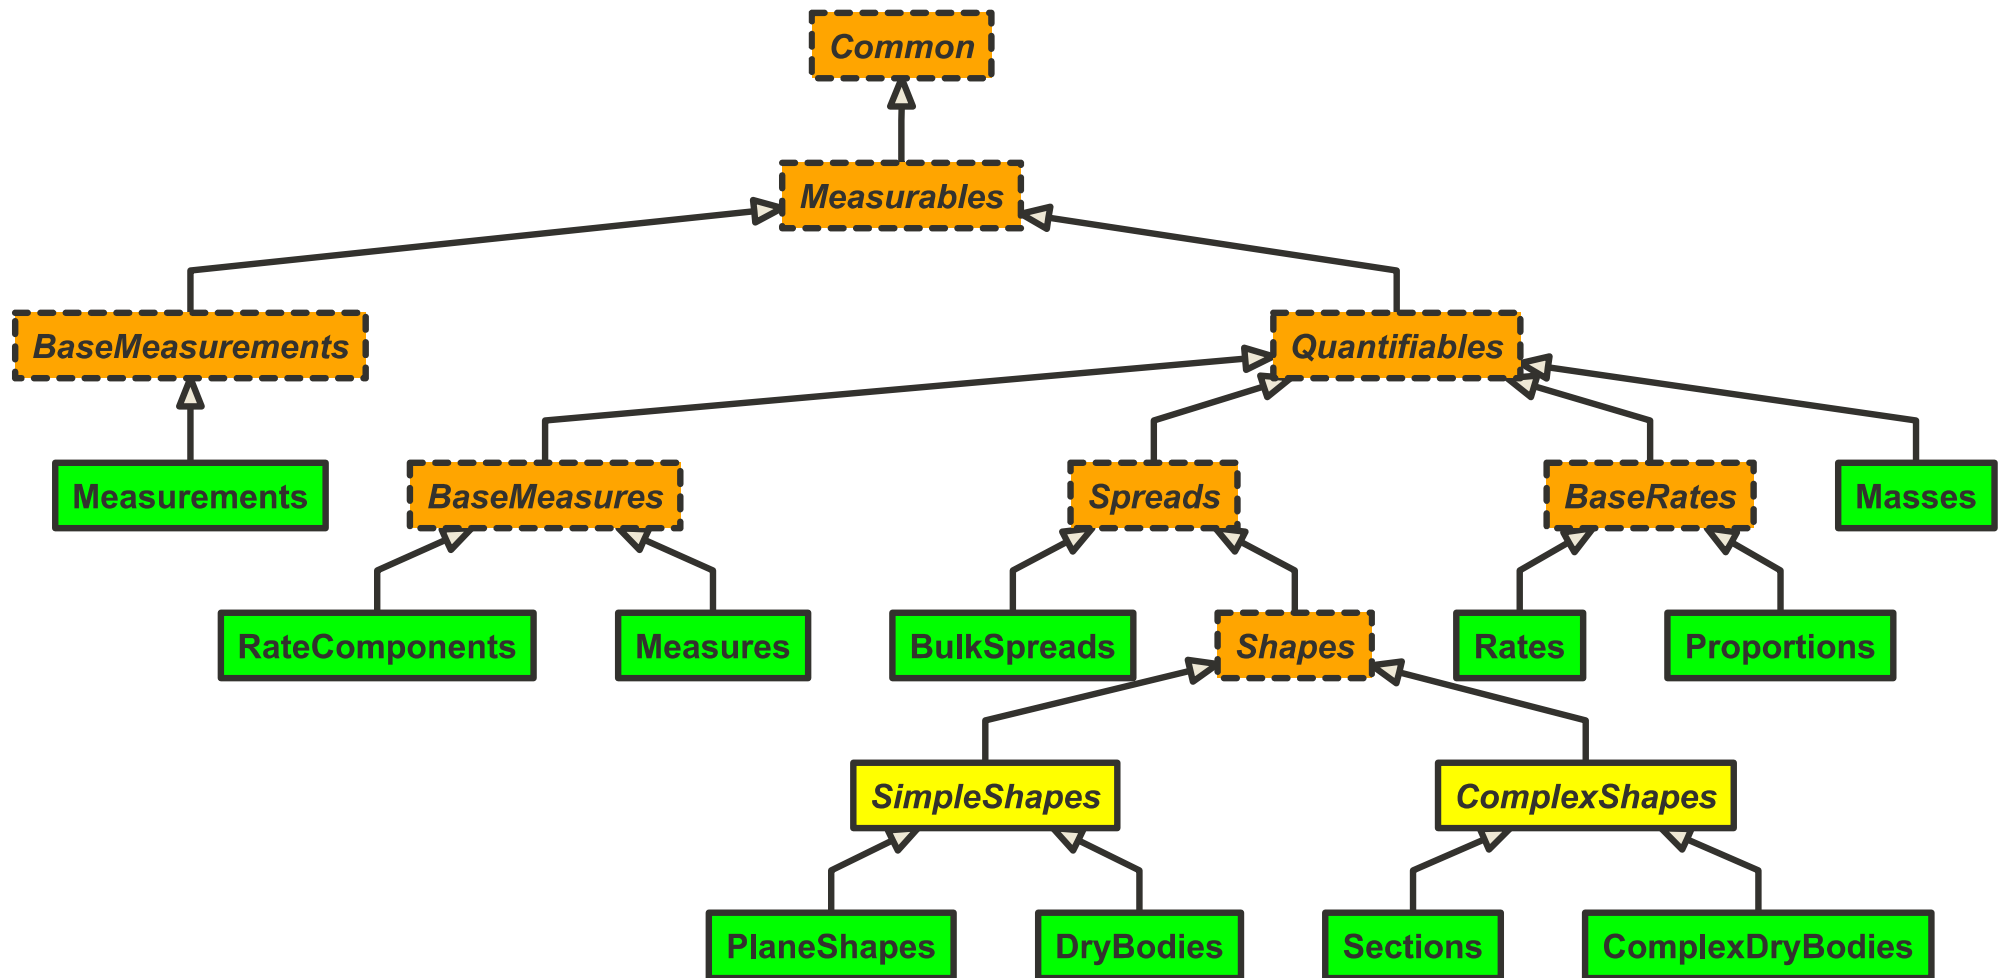 Common
Measurables
BaseMeasurements
Quantifiables
Measurements
BaseMeasures
Spreads
BaseRates
Masses
RateComponents
Measures
BulkSpreads
Shapes
Rates
Proportions
SimpleShapes
ComplexShapes
PlaneShapes
DryBodies
Sections
ComplexDryBodies